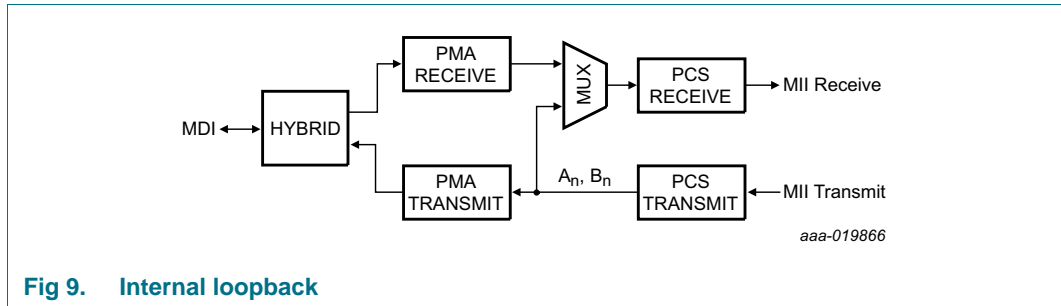 PMA
RECEIVE
MUX
PCS
RECEIVE
MII Receive
MDI
HYBRID
PMA
TRANSMIT
Aₙ, Bₙ
PCS
TRANSMIT
MII Transmit
aaa-019866
Fig 9. Internal loopback